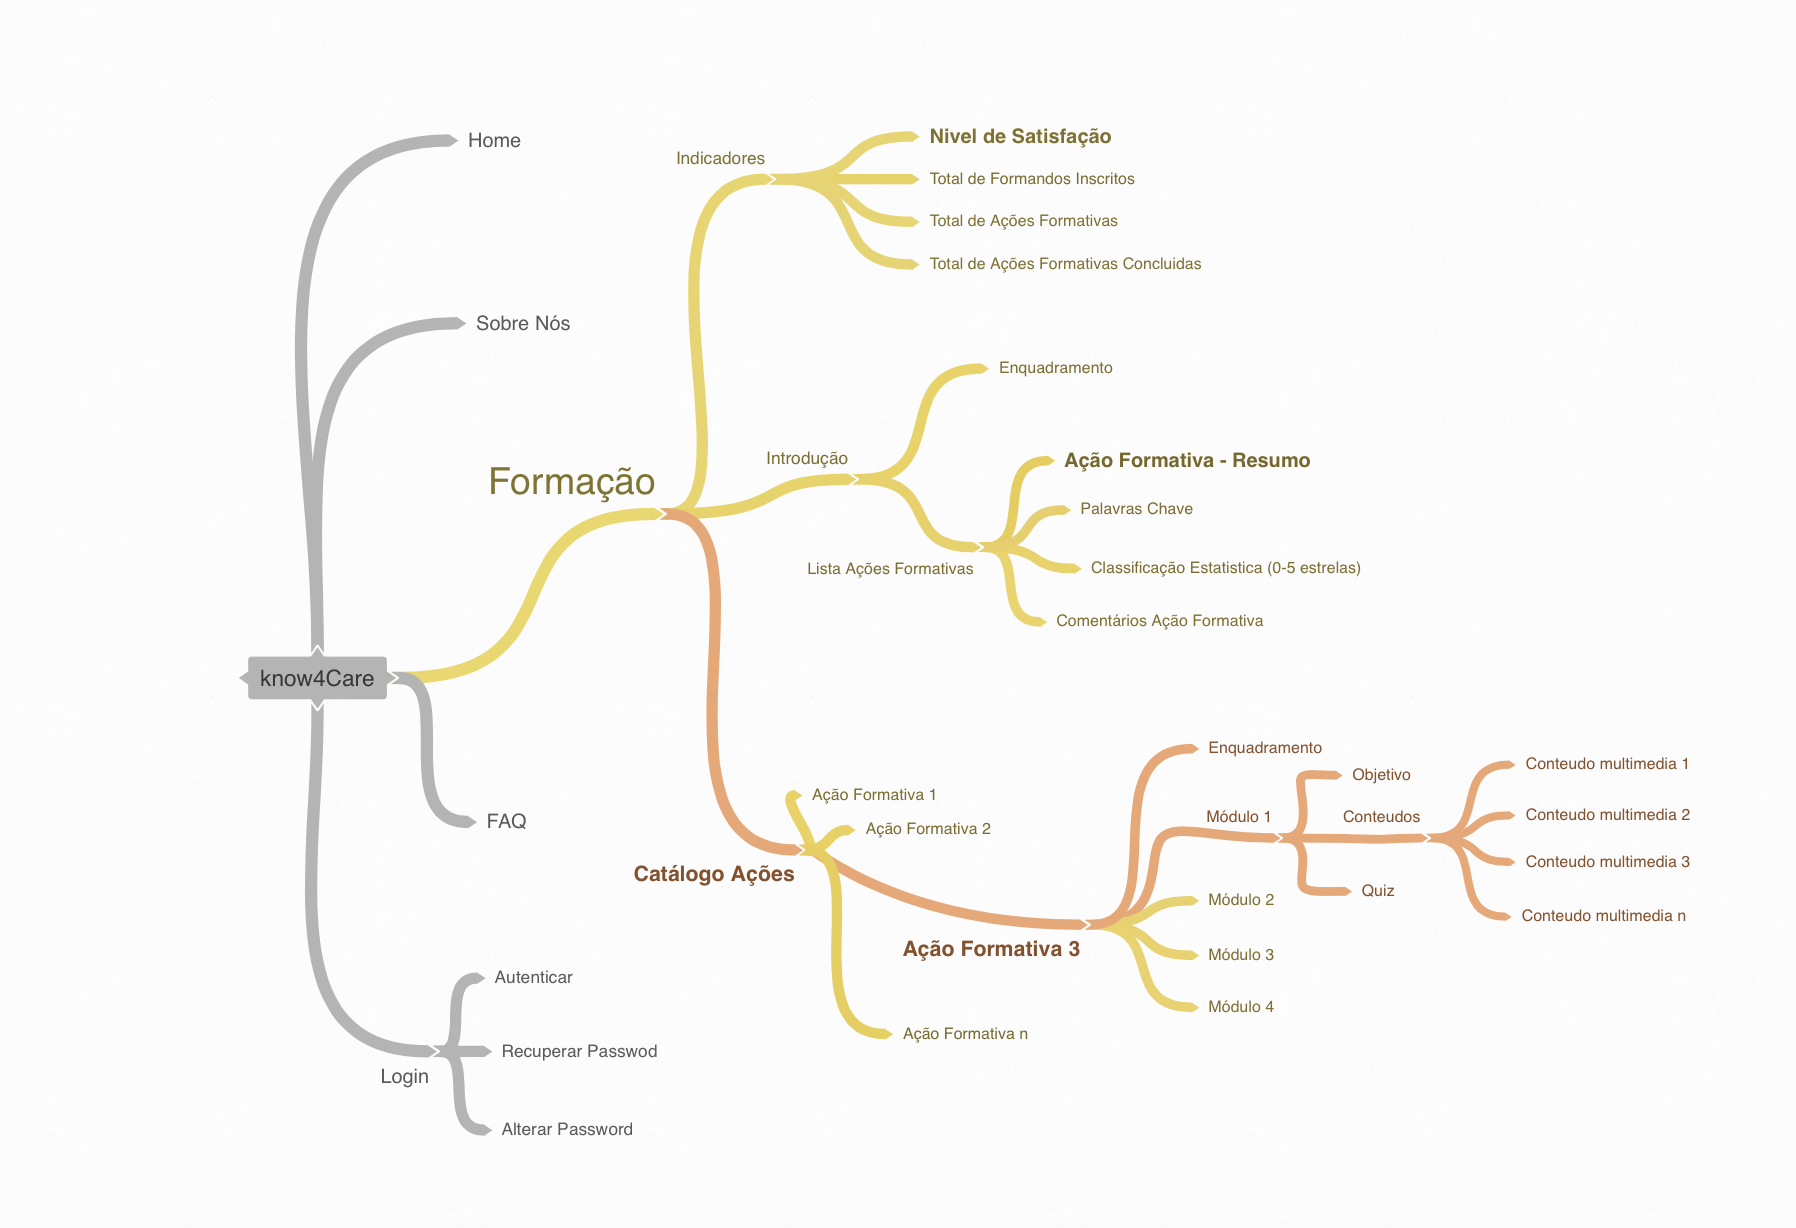 Home
Sobre Nós
know4Care
Formação
Indicadores
Nivel de Satisfação
Total de Formandos Inscritos
Total de Ações Formativas
Total de Ações Formativas Concluidas
Introdução
Enquadramento
Lista Ações Formativas
Ação Formativa - Resumo
Palavras Chave
Classificação Estatistica (0-5 estrelas)
Comentários Ação Formativa
Catálogo Ações
Ação Formativa 1
Ação Formativa 2
Ação Formativa 3
Enquadramento
Módulo 1
Objetivo
Conteudos
Conteudo multimedia 1
Conteudo multimedia 2
Conteudo multimedia 3
Conteudo multimedia n
Quiz
Módulo 2
Módulo 3
Módulo 4
Ação Formativa n
FAQ
Login
Autenticar
Recuperar Passwod
Alterar Password